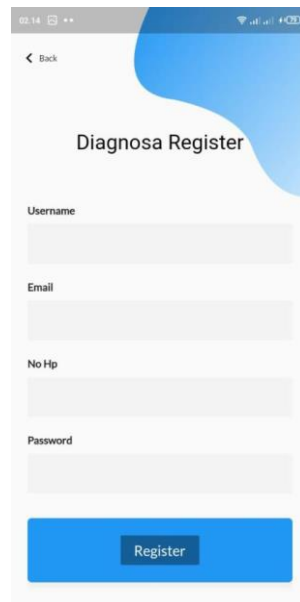 02.14
Back
Diagnosa Register
Username
Email
No Hp
Password
Register